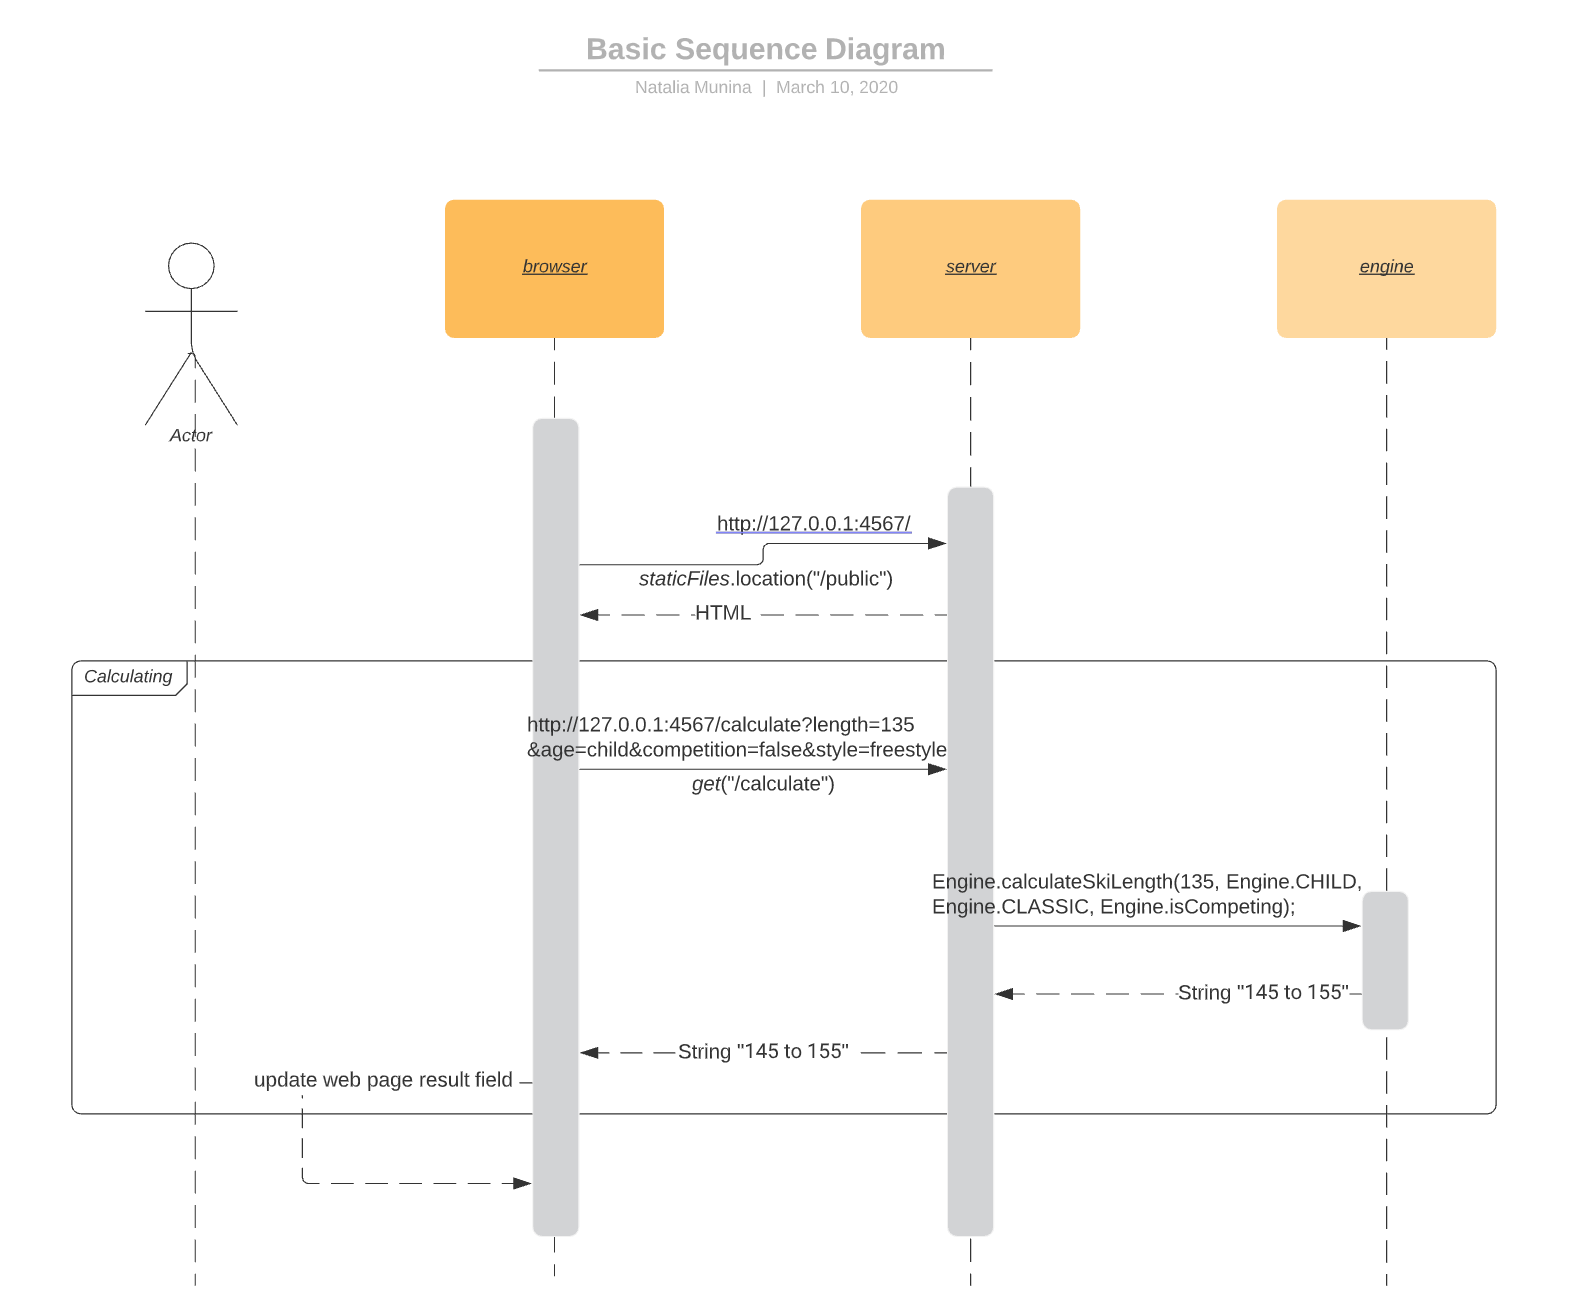 Basic Sequence Diagram
Natalia Munina | March 10, 2020
browser
server
engine
Actor
http://127.0.0.1:4567/
staticFiles.location("/public")
HTML
Calculating
http://127.0.0.1:4567/calculate?length=135
&age=child&competition=false&style=freestyle
get("/calculate")
Engine.calculateSkiLength(135, Engine.CHILD,
Engine.CLASSIC, Engine.isCompeting);
String "145 to 155"
String "145 to 155"
update web page result field